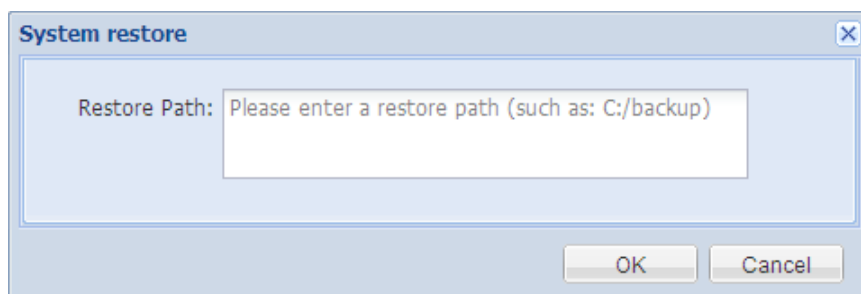 System restore
Restore Path: Please enter a restore path (such as: C:/backup)
OK Cancel